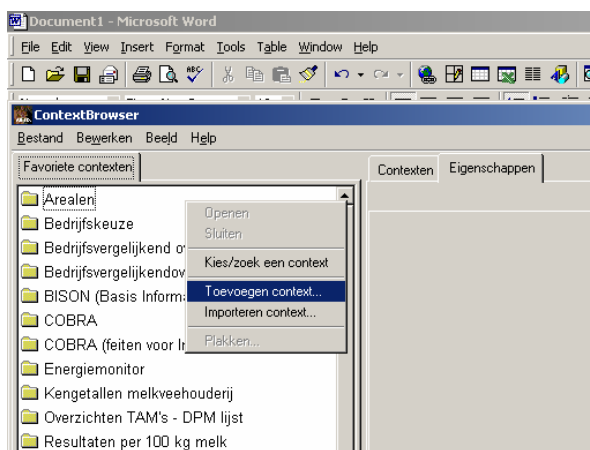 Document1 - Microsoft Word
File Edit View Insert Format Tools Table Window Help
ContextBrowser
Bestand Bewerken Beeld Help
Favoriete contexten
Contexten Eigenschappen
Arealen
Bedrijfskeuze
Bedrijfsvergelijkend
Bedrijfsvergelijkendov
BISON (Basis Inform
COBRA
COBRA (feiten voor
Energiemonitor
Kengetallen melkveehouderij
Overzichten TAM's - DPM lijst
Resultaten per 100 kg melk
Openen
Sluiten
Kies/zoek een context
Toevoegen context...
Importeren context...
Plakken...